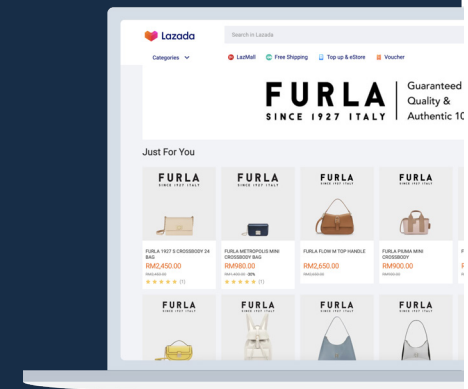 Lazada
Search in Lazada
Categories
LazMall
Free Shipping
Top up & eStore
Voucher
FURLA
SINCE 1927 ITALY
Guaranteed
Quality &
Authentic 10
Just For You
FURLA
SINCE 1927 ITALY
FURLA
SINCE 1927 ITALY
FURLA
SINCE 1927 ITALY
FURLA
SINCE 1927 ITALY
FURLA 1927 S CROSSBODY 24
BAG
RM2,450.00
(1)
FURLA METROPOLIS MINI
CROSSBODY BAG
RM980.00
(1)
FURLA FLOW M TOP HANDLE
RM2,650.00
FURLA PIUMA MINI
CROSSBODY
RM900.00
FURLA
SINCE 1927 ITALY
FURLA
SINCE 1927 ITALY
FURLA
SINCE 1927 ITALY
FURLA
SINCE 1927 ITALY